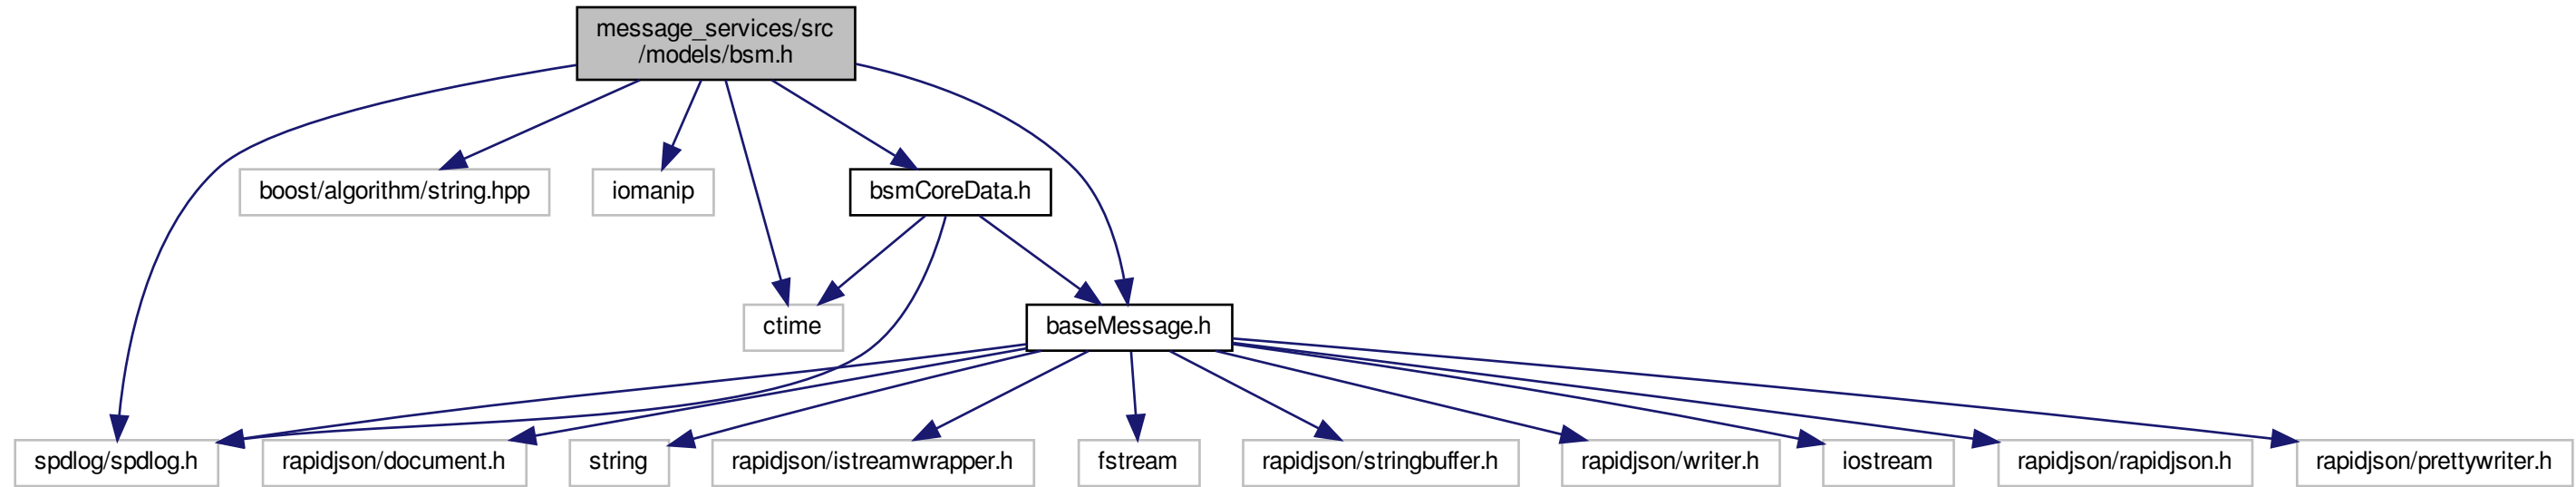 message_services/src
/models/bsm.h
boost/algorithm/string.hpp
iomanip
bsmCoreData.h
ctime
baseMessage.h
spdlog/spdlog.h
rapidjson/document.h
string
rapidjson/istreamwrapper.h
fstream
rapidjson/stringbuffer.h
rapidjson/writer.h
iostream
rapidjson/rapidjson.h
rapidjson/prettywriter.h